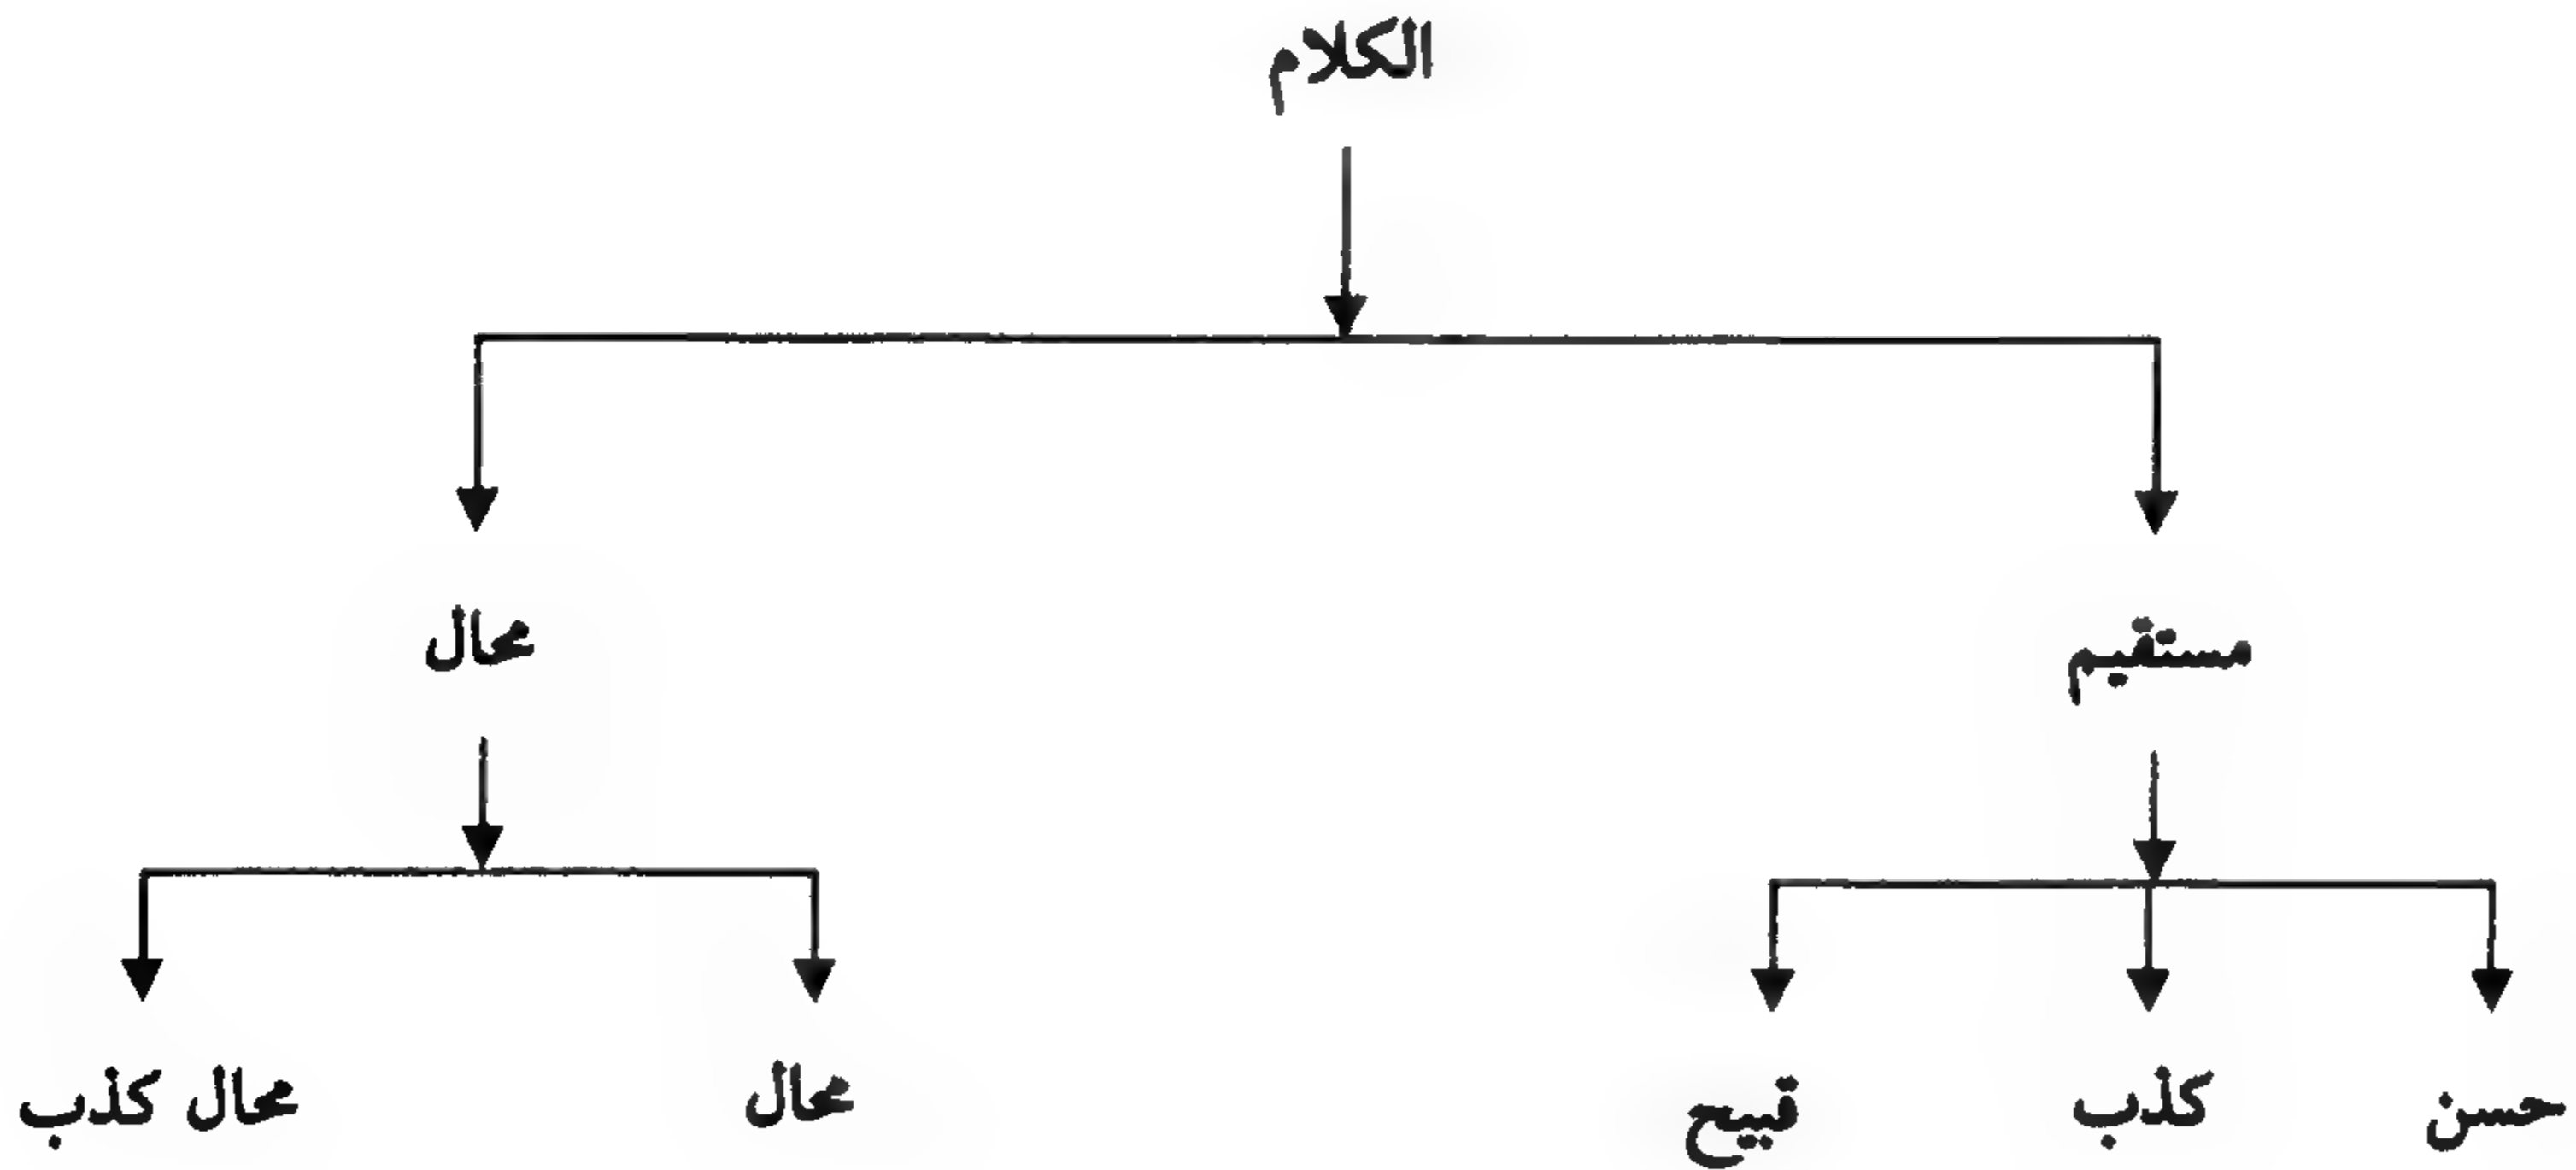 الكلام
مستقيم
محال
حسن
كذب
قبيح
محال
محال كذب